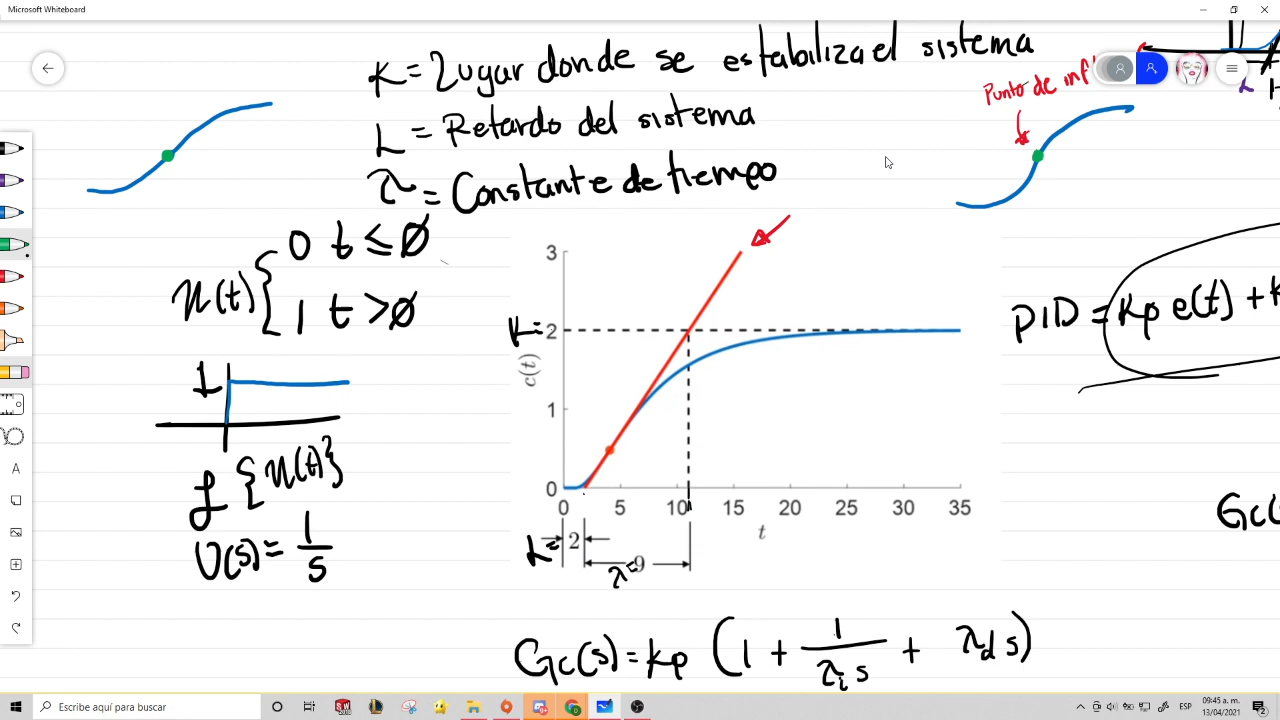 Microsoft Whiteboard
K = Lugar donde se estabiliza el sistema
L = Retardo del sistema
τ = Constante de tiempo
Punto de inf
u(t) { 0 t ≤ Ø
1 t > Ø
1
ℒ {u(t)}
U(s) = 1/s
3
K= 2
1
0
c(t)
0 5 10 15 20 25 30 35
t
L= 2
τ= 9
PID = Kp e(t) + K
Gc(
Gc(s) = Kp (1 + 1/τi s + τd s)
A
Escribe aquí para buscar
ESP
09:45 a. m.
13/04/2021
2